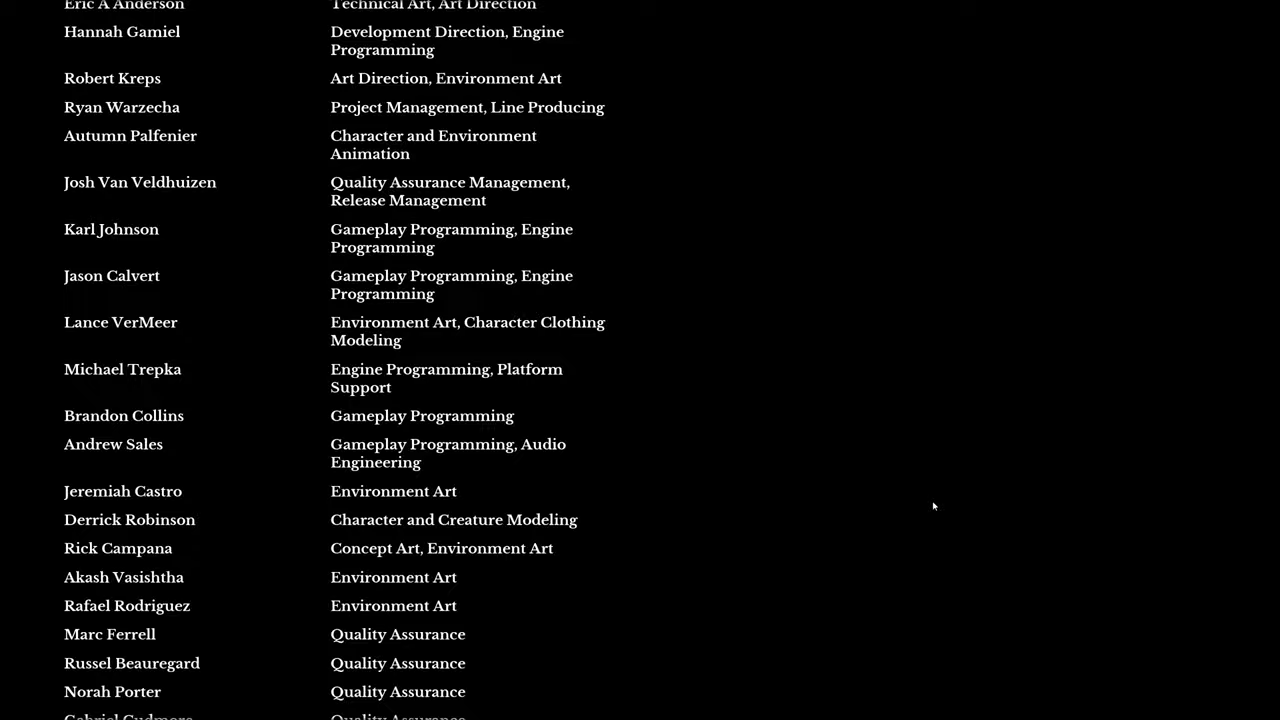 Eric A Anderson Technical Art, Art Direction
Hannah Gamiel Development Direction, Engine
Programming
Robert Kreps Art Direction, Environment Art
Ryan Warzecha Project Management, Line Producing
Autumn Palfenier Character and Environment
Animation
Josh Van Veldhuizen Quality Assurance Management,
Release Management
Karl Johnson Gameplay Programming, Engine
Programming
Jason Calvert Gameplay Programming, Engine
Programming
Lance VerMeer Environment Art, Character Clothing
Modeling
Michael Trepka Engine Programming, Platform
Support
Brandon Collins Gameplay Programming
Andrew Sales Gameplay Programming, Audio
Engineering
Jeremiah Castro Environment Art
Derrick Robinson Character and Creature Modeling
Rick Campana Concept Art, Environment Art
Akash Vasishtha Environment Art
Rafael Rodriguez Environment Art
Marc Ferrell Quality Assurance
Russel Beauregard Quality Assurance
Norah Porter Quality Assurance
Gabriel Cudmore Quality Assurance